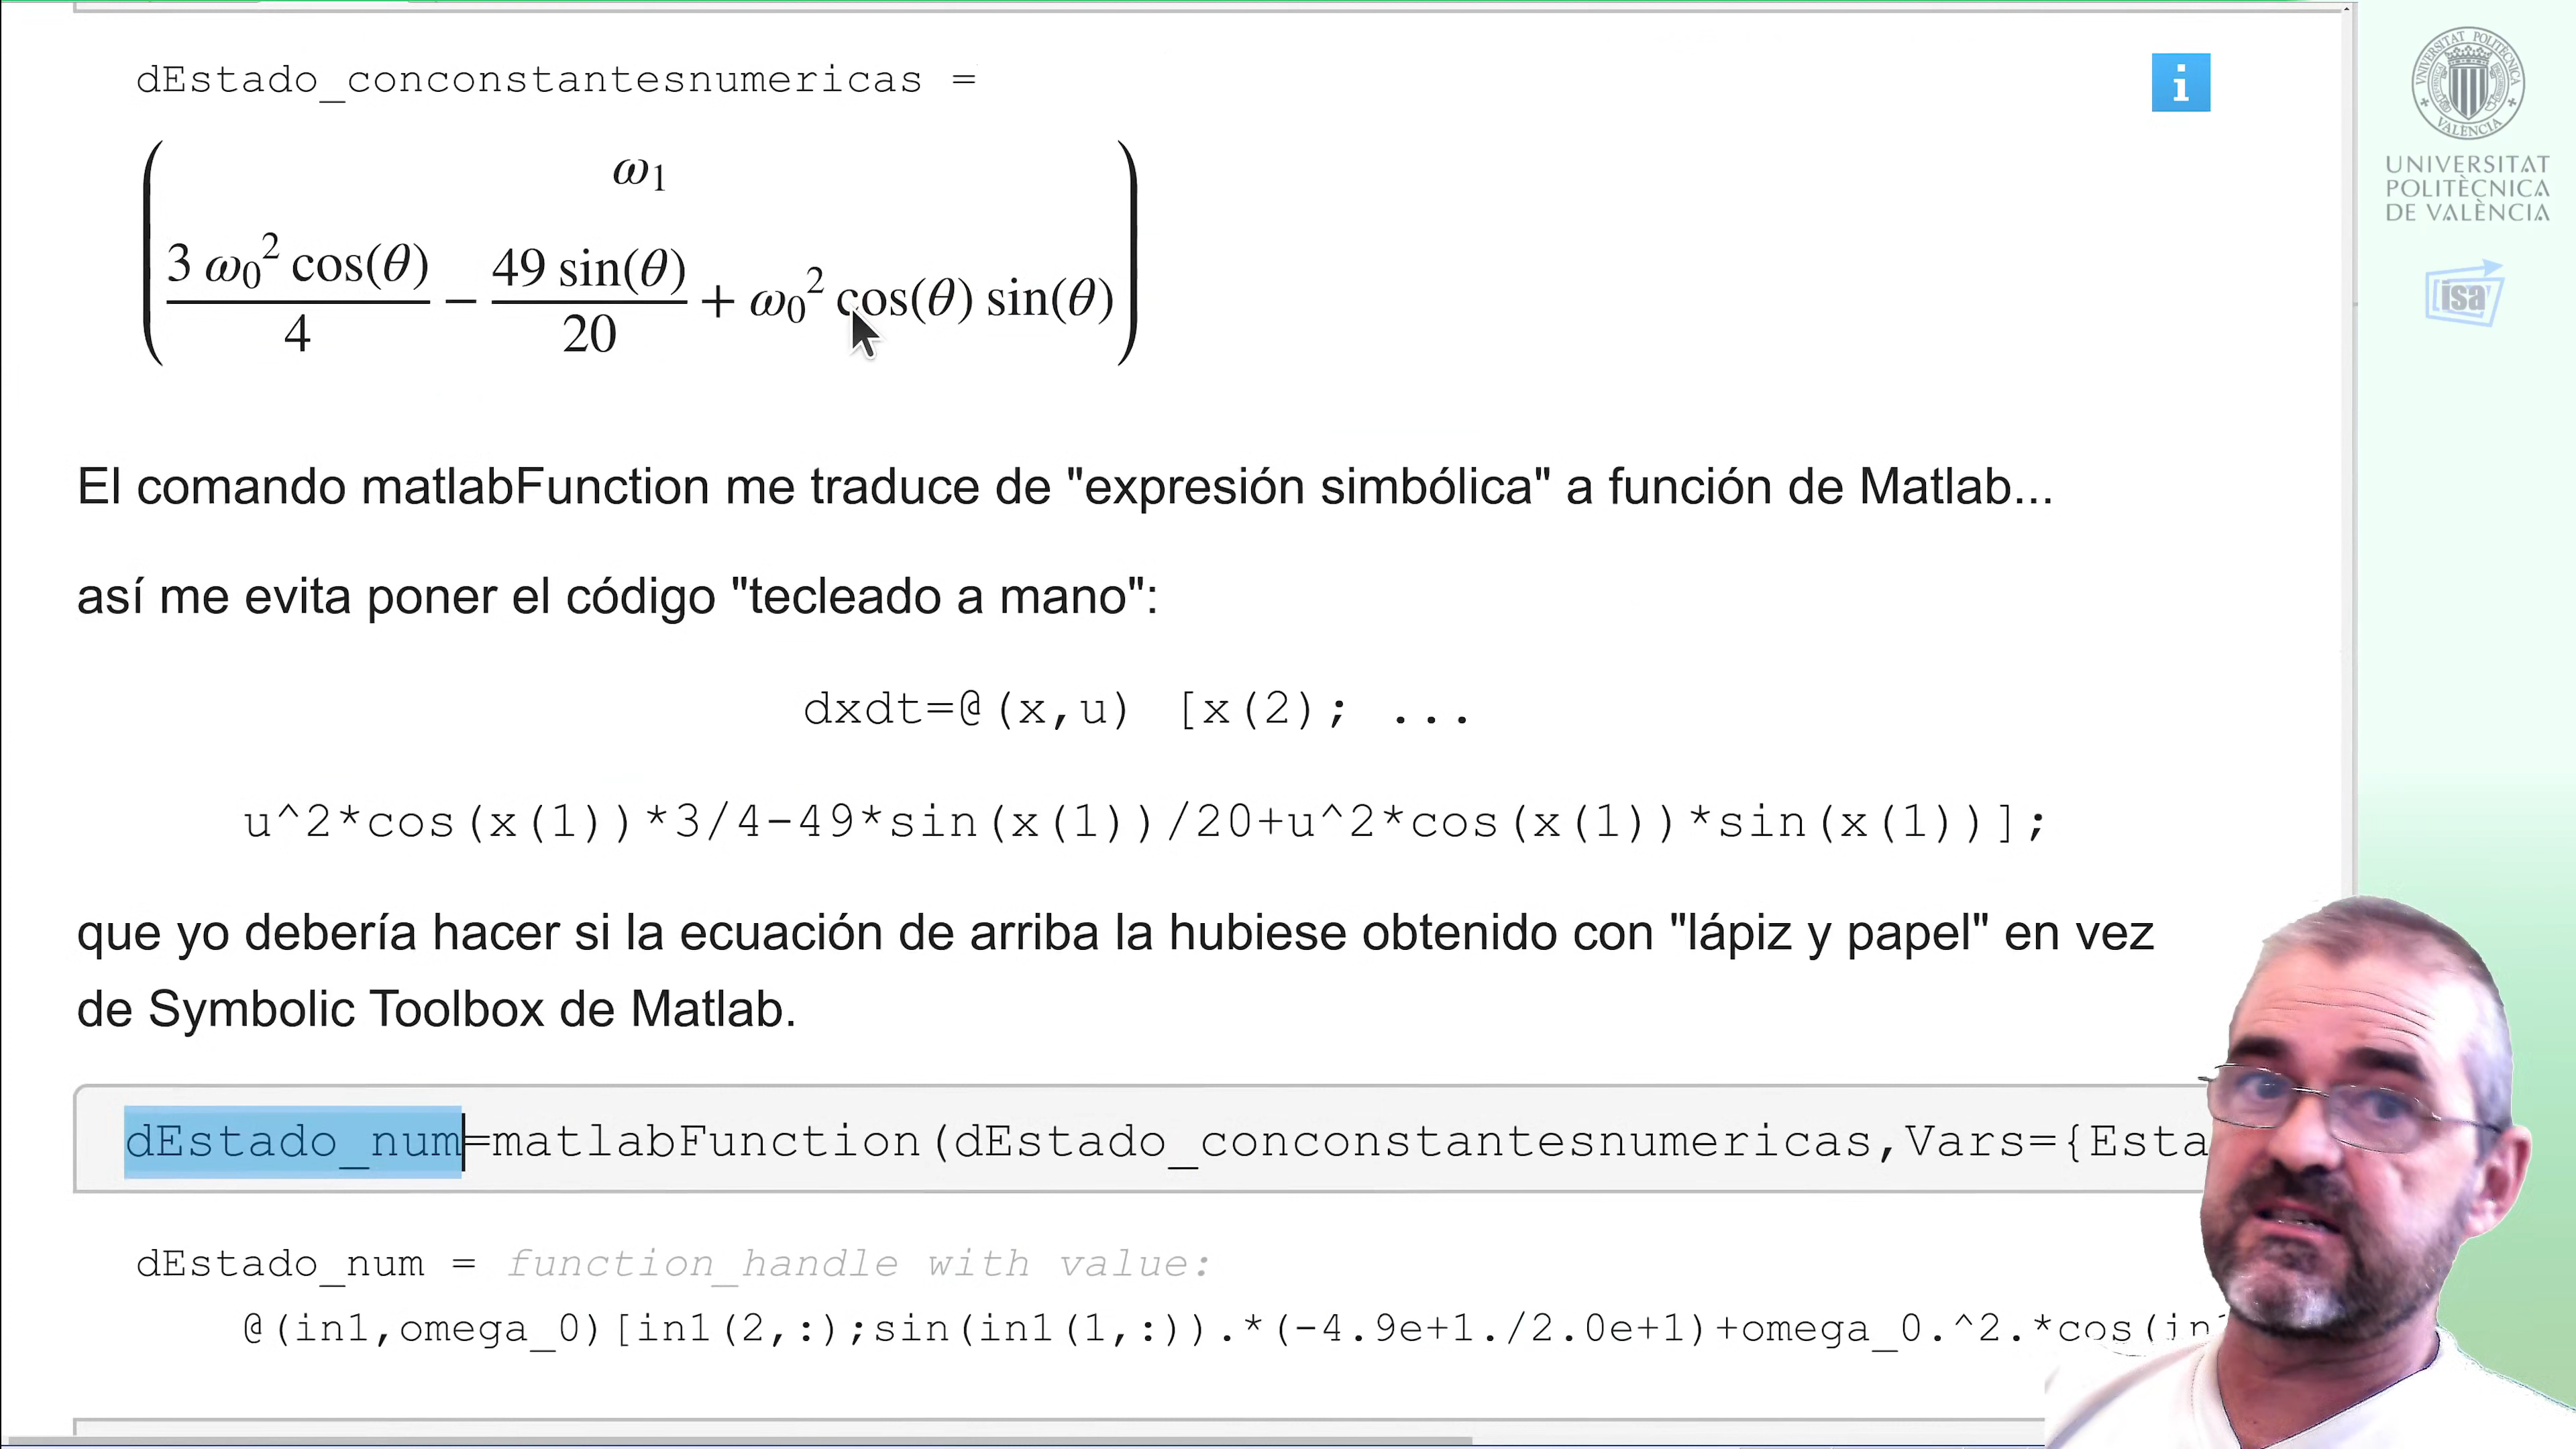 dEstado_conconstantesnumericas =
ω₁
3 ω₀² cos(θ)/4 − 49 sin(θ)/20 + ω₀² cos(θ) sin(θ)
El comando matlabFunction me traduce de "expresión simbólica" a función de Matlab...
así me evita poner el código "tecleado a mano":
dxdt=@(x,u) [x(2); ...
u^2*cos(x(1))*3/4-49*sin(x(1))/20+u^2*cos(x(1))*sin(x(1))];
que yo debería hacer si la ecuación de arriba la hubiese obtenido con "lápiz y papel" en vez
de Symbolic Toolbox de Matlab.
dEstado_num=matlabFunction(dEstado_conconstantesnumericas,Vars={Esta
dEstado_num = function_handle with value:
@(in1,omega_0)[in1(2,:);sin(in1(1,:)).*(-4.9e+1./2.0e+1)+omega_0.^2.*cos(in
i
UNIVERSITAT
POLITÈCNICA
DE VALÈNCIA
isa